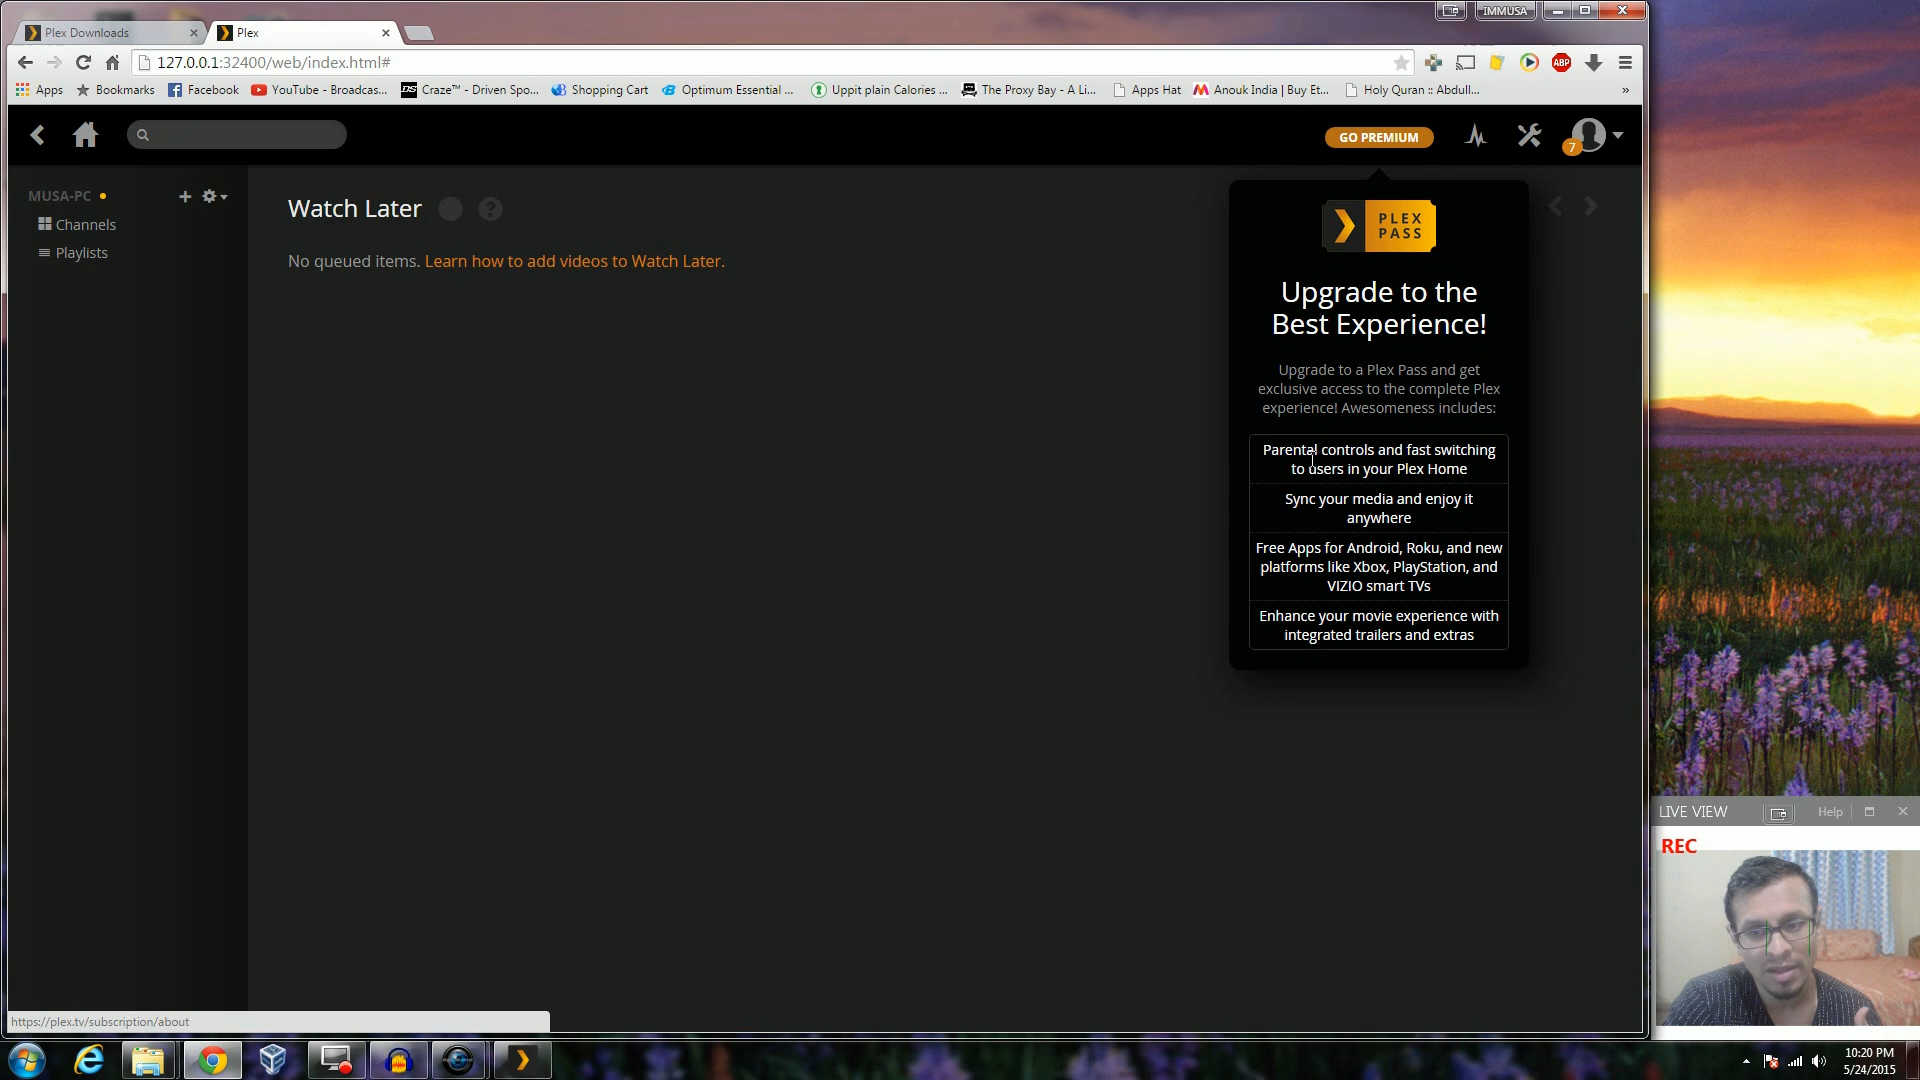 IMMUSA
Plex Downloads
Plex
127.0.0.1:32400/web/index.html#
Apps
Bookmarks
Facebook
YouTube - Broadcas...
DS
Craze™ - Driven Spo...
Shopping Cart
Optimum Essential ...
Uppit plain Calories ...
The Proxy Bay - A Li...
Apps Hat
Anouk India | Buy Et...
Holy Quran :: Abdull...
»
ABP
GO PREMIUM
7
MUSA-PC
Channels
Playlists
Watch Later
?
No queued items. Learn how to add videos to Watch Later.
PLEX
PASS
Upgrade to the
Best Experience!
Upgrade to a Plex Pass and get
exclusive access to the complete Plex
experience! Awesomeness includes:
Parental controls and fast switching
to users in your Plex Home
Sync your media and enjoy it
anywhere
Free Apps for Android, Roku, and new
platforms like Xbox, PlayStation, and
VIZIO smart TVs
Enhance your movie experience with
integrated trailers and extras
LIVE VIEW
Help
REC
https://plex.tv/subscription/about
10:20 PM
5/24/2015